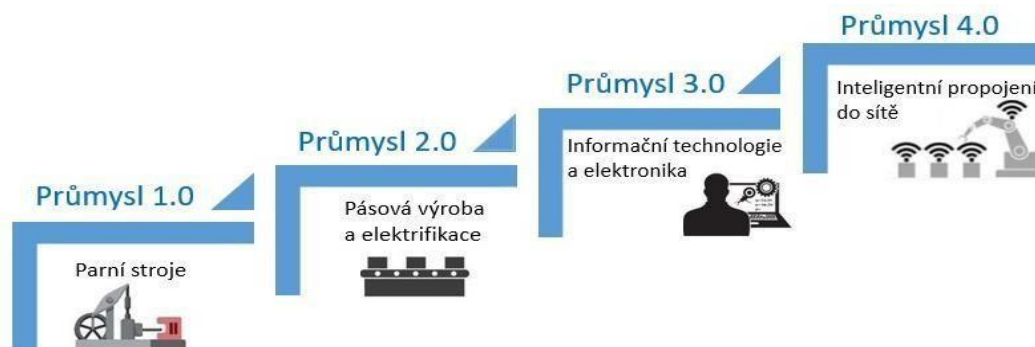 Průmysl 1.0
Parní stroje
Průmysl 2.0
Pásová výroba
a elektrifikace
Průmysl 3.0
Informační technologie
a elektronika
Průmysl 4.0
Inteligentní propojení
do sítě